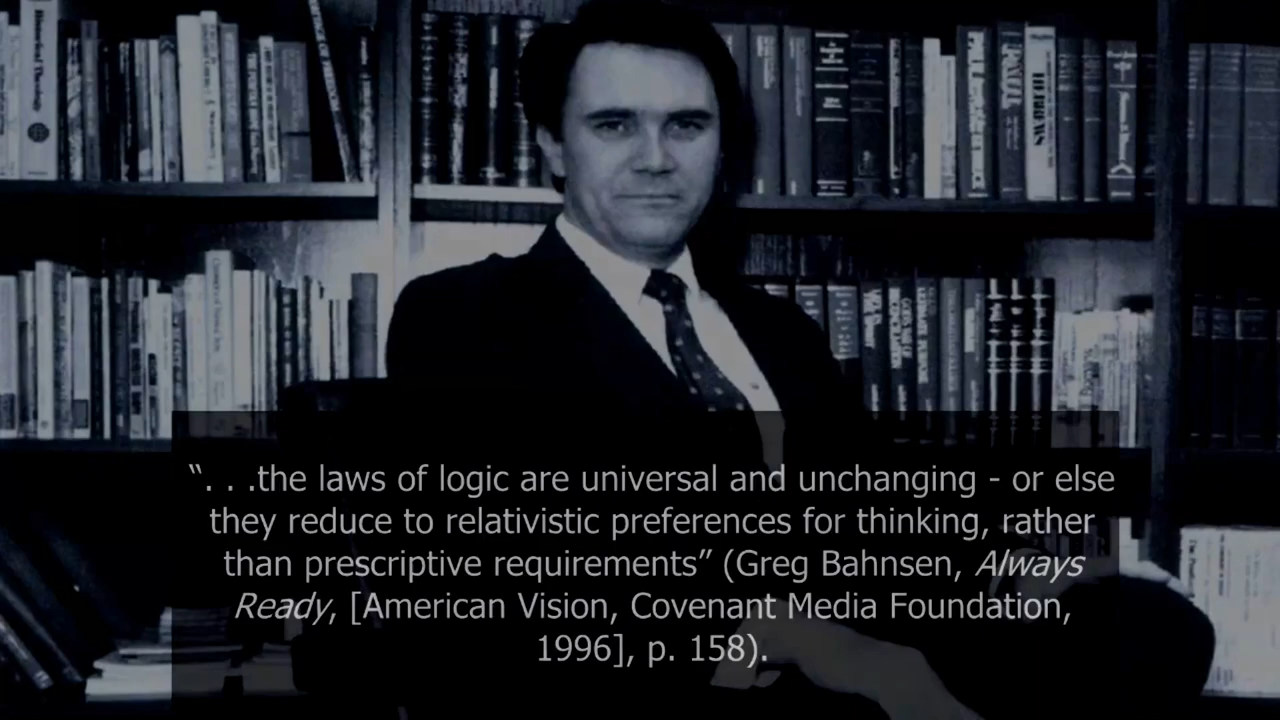 “. . .the laws of logic are universal and unchanging - or else
they reduce to relativistic preferences for thinking, rather
than prescriptive requirements” (Greg Bahnsen, Always
Ready, [American Vision, Covenant Media Foundation,
1996], p. 158).